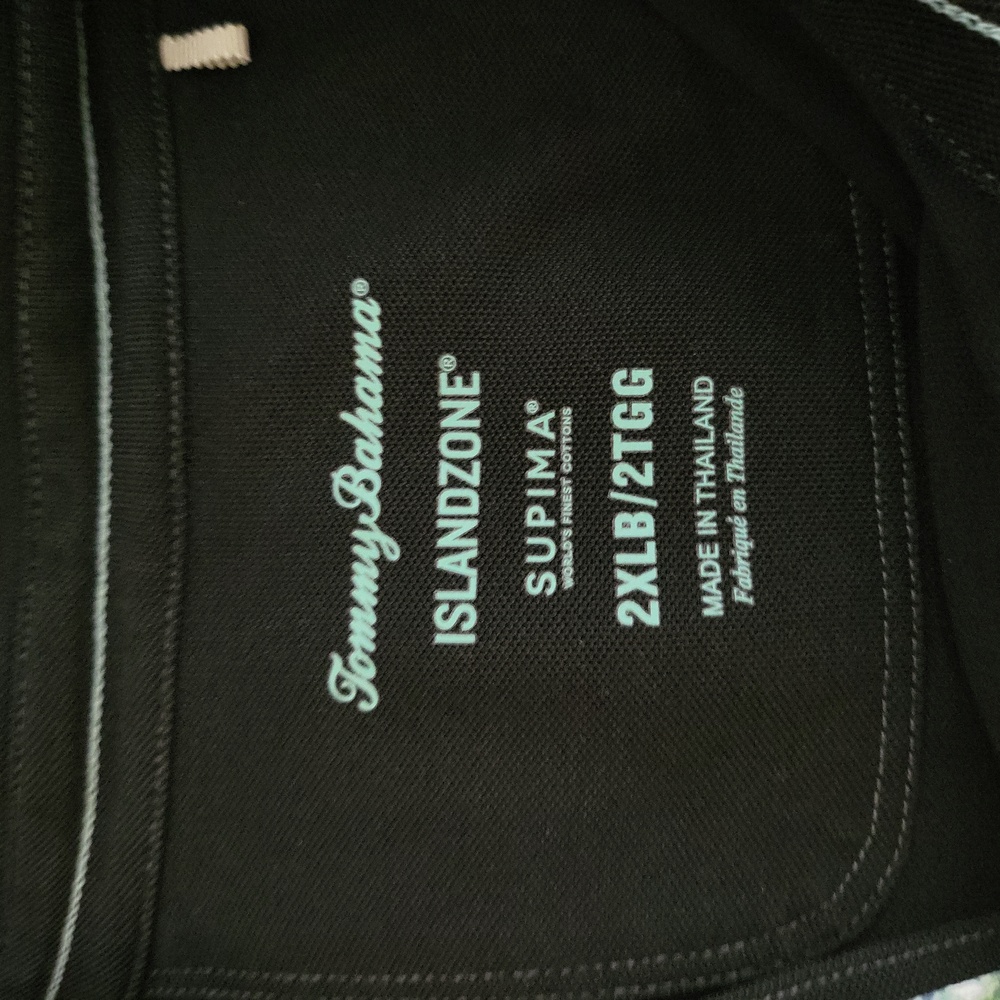 Tommy Bahama®
ISLANDZONE®
SUPIMA®
WORLD'S FINEST COTTONS
2XLB/2TGG
MADE IN THAILAND
Fabriqué en Thaïlande